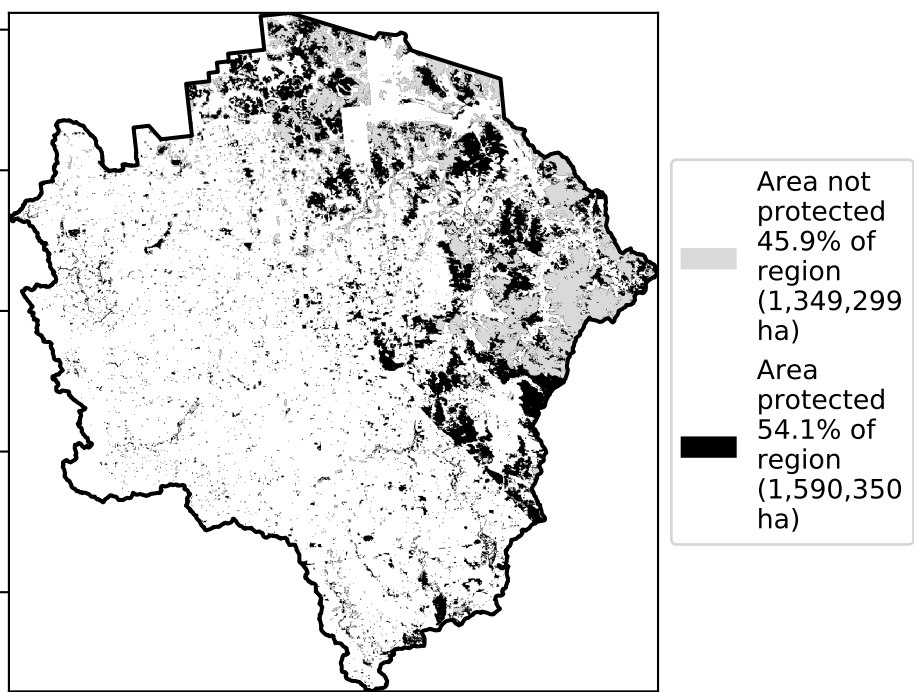 Area not
protected
45.9% of
region
(1,349,299
ha)
Area
protected
54.1% of
region
(1,590,350
ha)